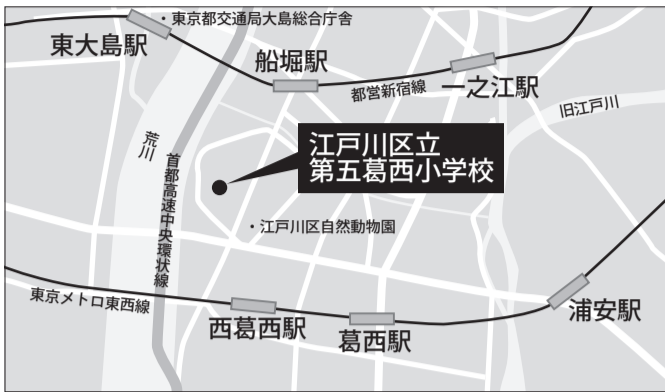 ・東京都交通局大島総合庁舎
東大島駅
船堀駅
都営新宿線
一之江駅
旧江戸川
荒川
首都高速中央環状線
江戸川区立
第五葛西小学校
・江戸川区自然動物園
東京メトロ東西線
西葛西駅
葛西駅
浦安駅